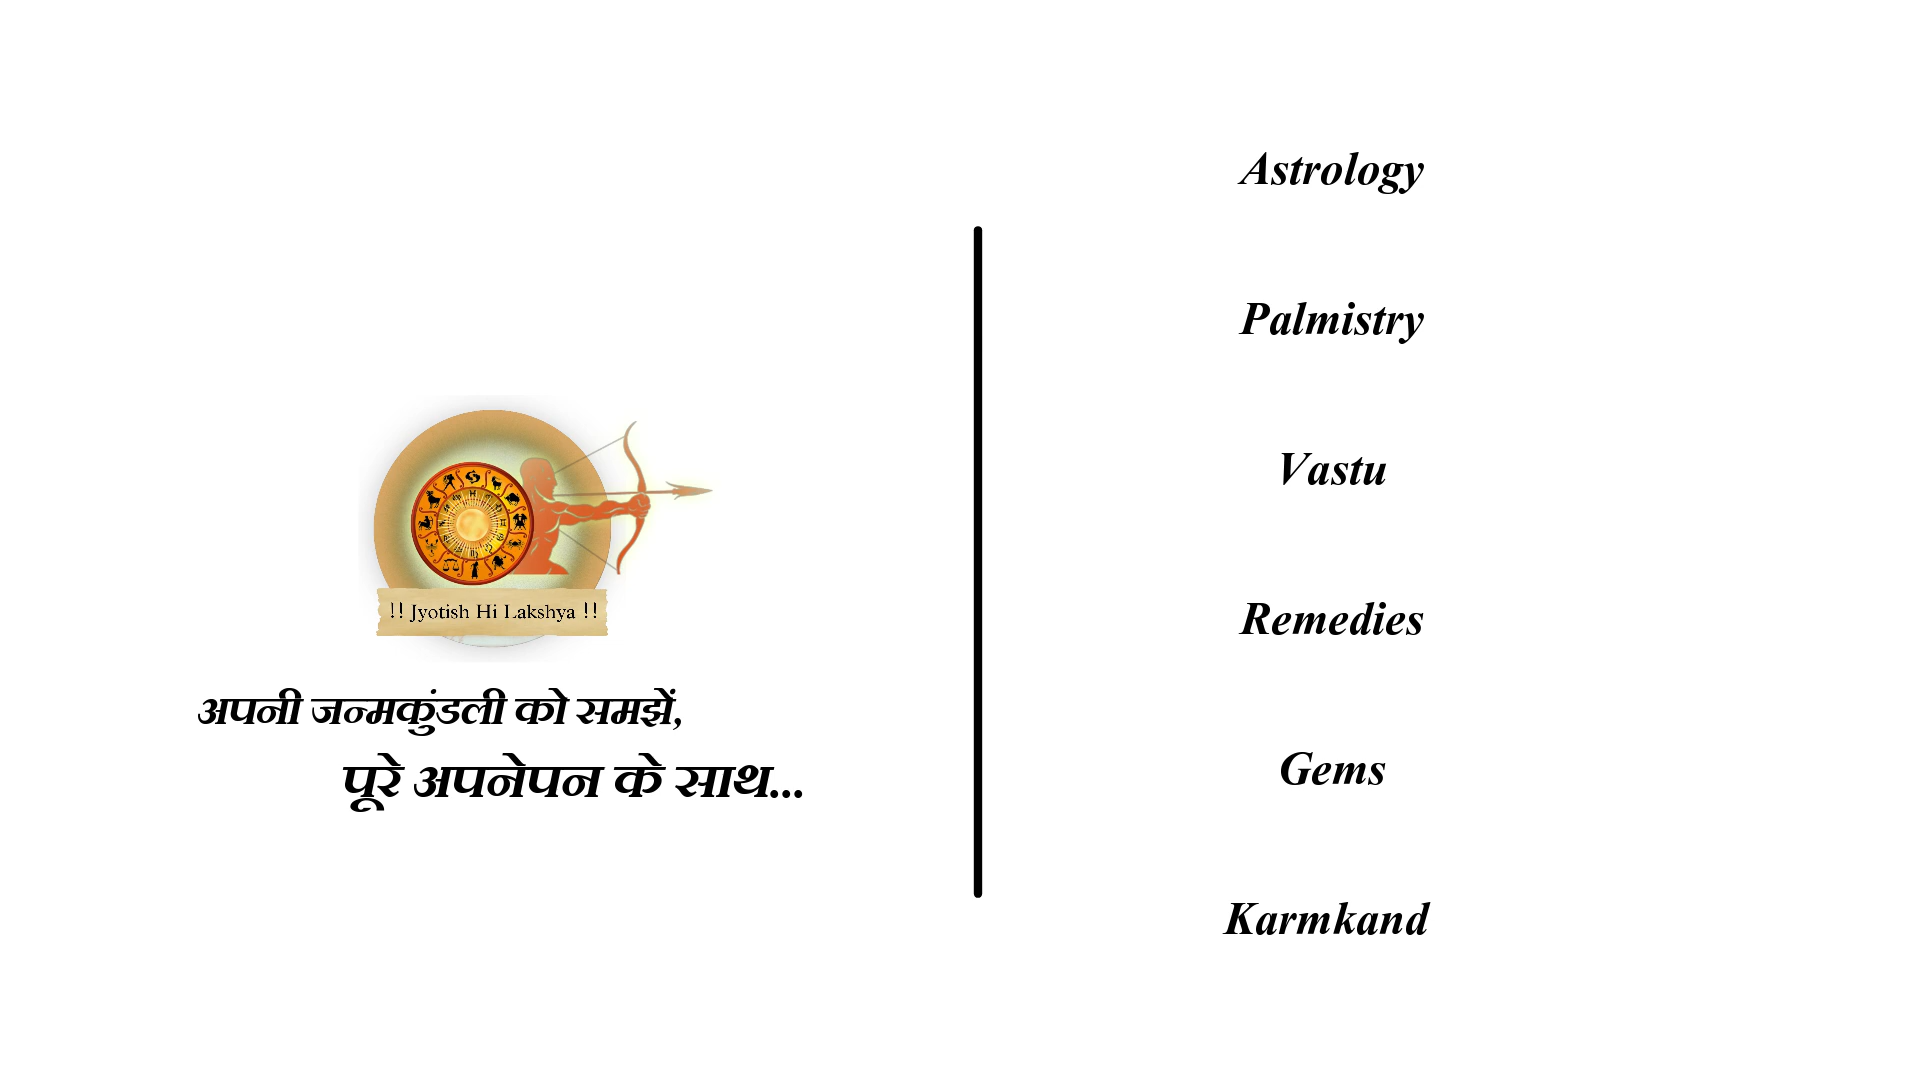 !! Jyotish Hi Lakshya !!
अपनी जन्मकुंडली को समझें,
पूरे अपनेपन के साथ...
Astrology
Palmistry
Vastu
Remedies
Gems
Karmkand